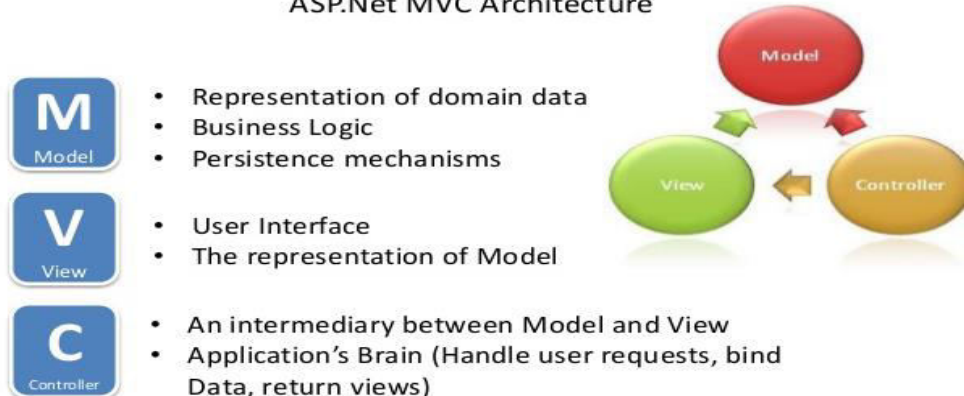 ASP.Net MVC Architecture
M
Model
• Representation of domain data
• Business Logic
• Persistence mechanisms
V
View
• User Interface
• The representation of Model
C
Controller
• An intermediary between Model and View
• Application's Brain (Handle user requests, bind
Data, return views)
Model
View
Controller